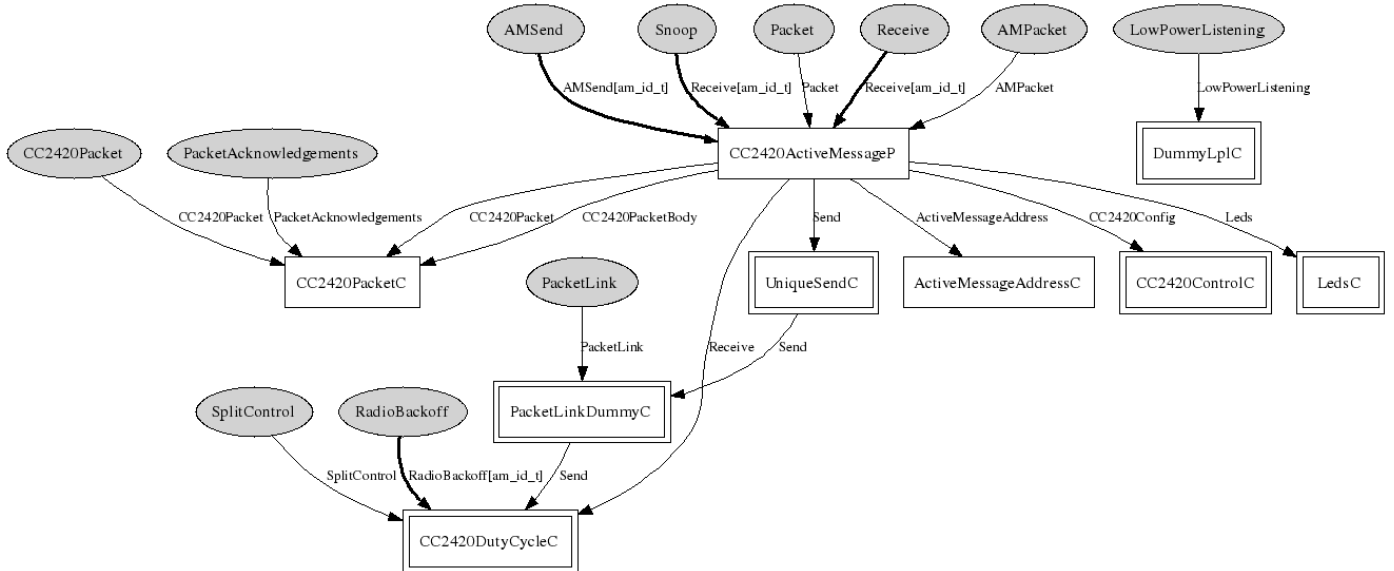 AMSend
Snoop
Packet
Receive
AMPacket
LowPowerListening
AMSend[am_id_t]
Receive[am_id_t]
Packet
Receive[am_id_t]
AMPacket
LowPowerListening
CC2420Packet
PacketAcknowledgements
CC2420ActiveMessageP
DummyLplC
CC2420Packet
PacketAcknowledgements
CC2420Packet
CC2420PacketBody
Send
ActiveMessageAddress
CC2420Config
Leds
CC2420PacketC
PacketLink
UniqueSendC
ActiveMessageAddressC
CC2420ControlC
LedsC
PacketLink
Receive
Send
SplitControl
RadioBackoff
PacketLinkDummyC
SplitControl
RadioBackoff[am_id_t]
Send
CC2420DutyCycleC